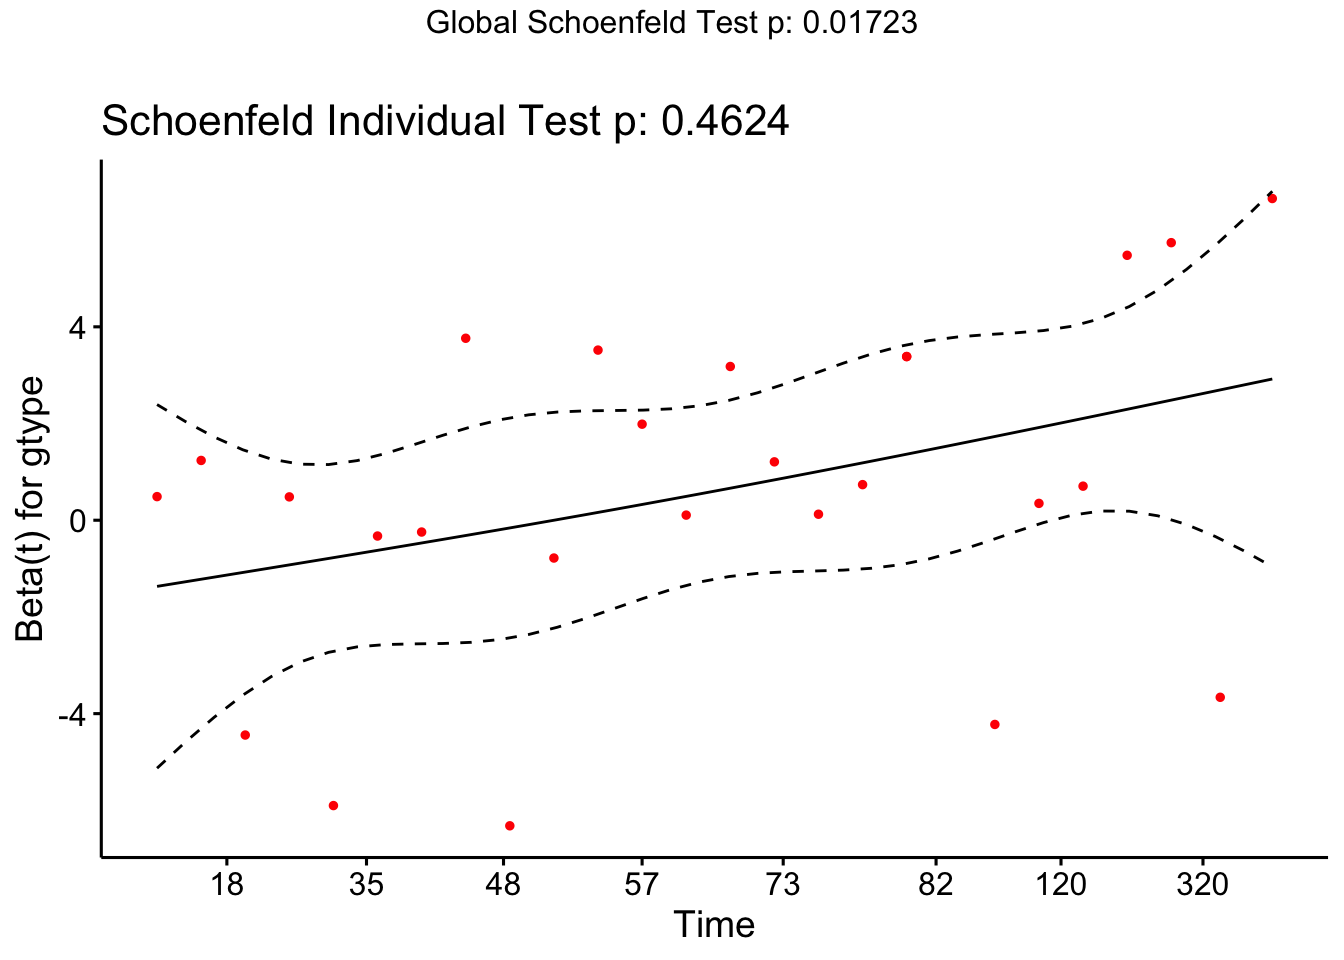 Global Schoenfeld Test p: 0.01723
Schoenfeld Individual Test p: 0.4624
Beta(t) for gtype
4
0
-4
18 35 48 57 73 82 120 320
Time